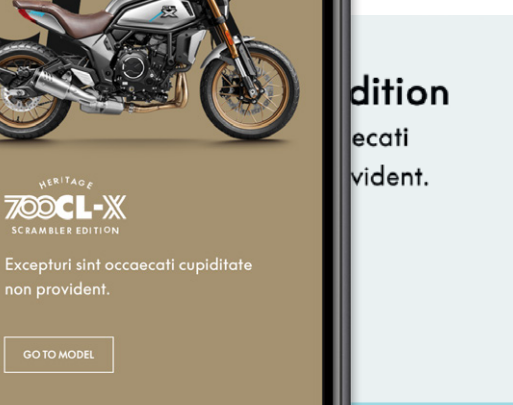 HERITAGE
700CL-X
SCRAMBLER EDITION
Excepturi sint occaecati cupiditate
non provident.
GO TO MODEL
dition
ecati
vident.